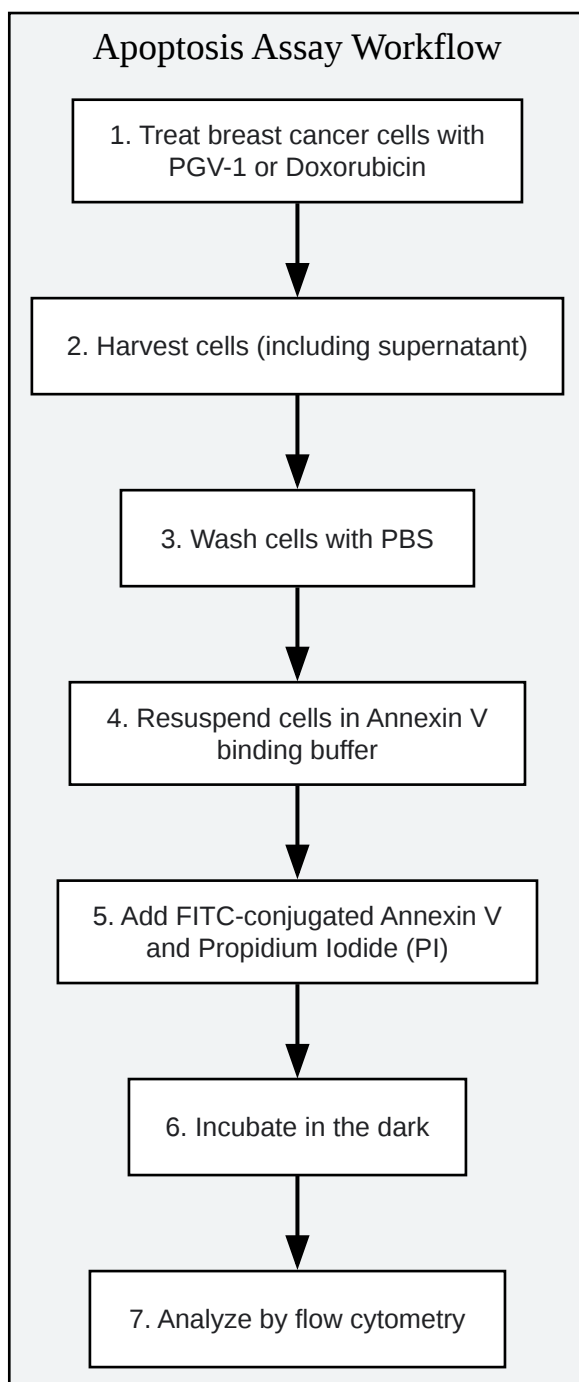 Apoptosis Assay Workflow
1. Treat breast cancer cells with
PGV-1 or Doxorubicin
2. Harvest cells (including supernatant)
3. Wash cells with PBS
4. Resuspend cells in Annexin V
binding buffer
5. Add FITC-conjugated Annexin V
and Propidium Iodide (PI)
6. Incubate in the dark
7. Analyze by flow cytometry